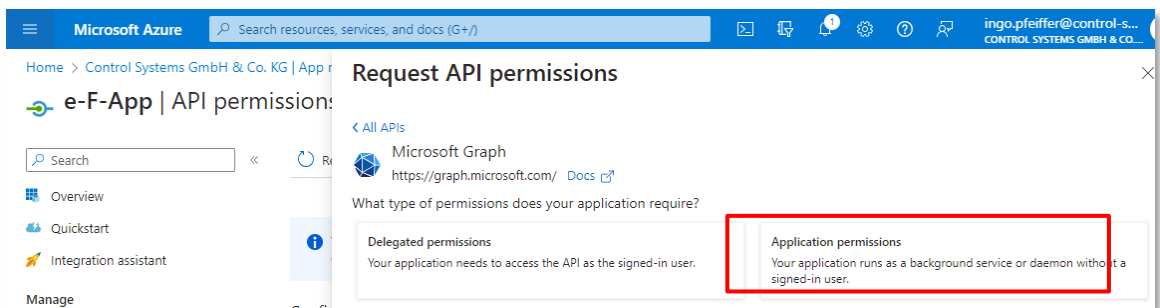 Microsoft Azure
Search resources, services, and docs (G+/)
1
ingo.pfeiffer@control-s...
CONTROL SYSTEMS GMBH & CO....
Home > Control Systems GmbH & Co. KG | App r
e-F-App | API permissions
Search
«
Re
Overview
Quickstart
Integration assistant
Manage
Request API permissions
All APIs
Microsoft Graph
https://graph.microsoft.com/ Docs
What type of permissions does your application require?
Delegated permissions
Your application needs to access the API as the signed-in user.
Application permissions
Your application runs as a background service or daemon without a
signed-in user.